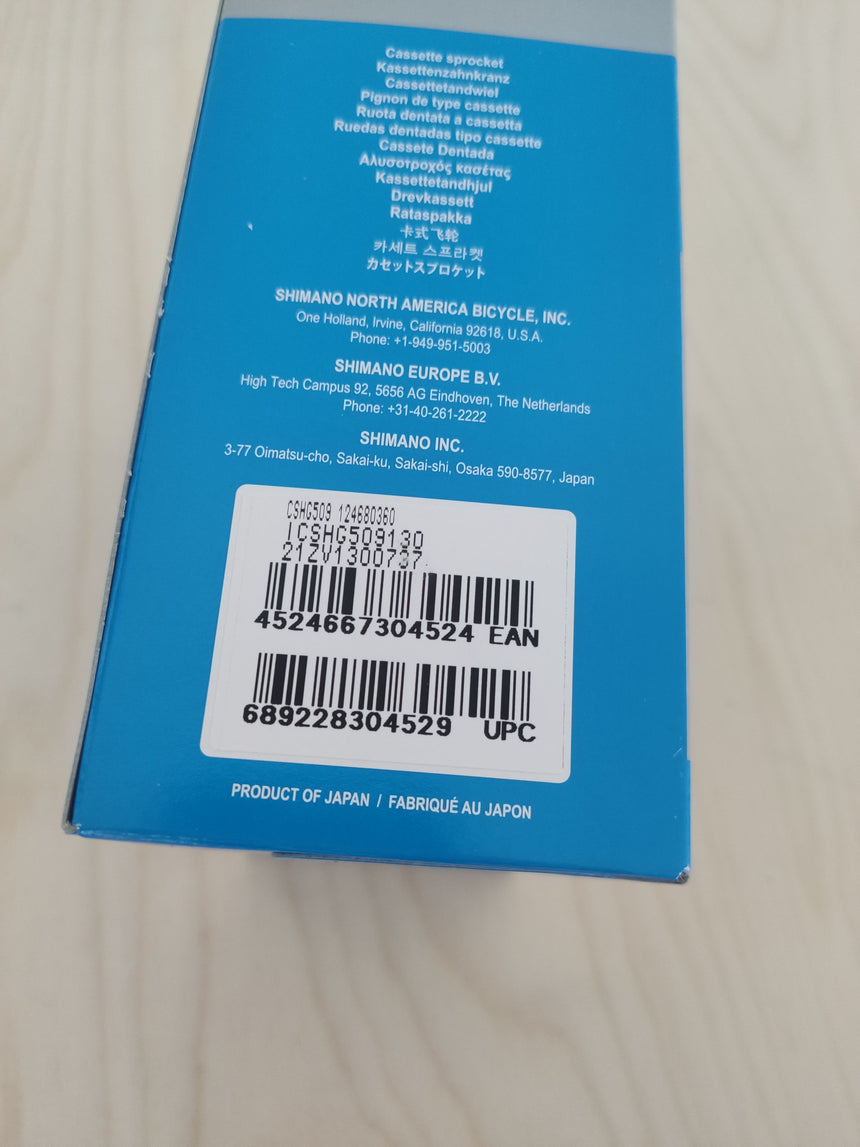 Cassette sprocket
Kassettenzahnkranz
Cassettetandwiel
Pignon de type cassette
Ruota dentata a cassetta
Ruedas dentadas tipo cassette
Cassete Dentada
Αλυσοτροχός κασέτας
Kassettetandhjul
Drevkassett
Rataspakka
卡式飞轮
카세트 스프라켓
カセットスプロケット
SHIMANO NORTH AMERICA BICYCLE, INC.
One Holland, Irvine, California 92618, U.S.A.
Phone: +1-949-951-5003
SHIMANO EUROPE B.V.
High Tech Campus 92, 5656 AG Eindhoven, The Netherlands
Phone: +31-40-261-2222
SHIMANO INC.
3-77 Oimatsu-cho, Sakai-ku, Sakai-shi, Osaka 590-8577, Japan
CSHG509 124680360
ICSHG509130
21ZV1300737
4524667304524 EAN
689228304529 UPC
PRODUCT OF JAPAN / FABRIQUÉ AU JAPON